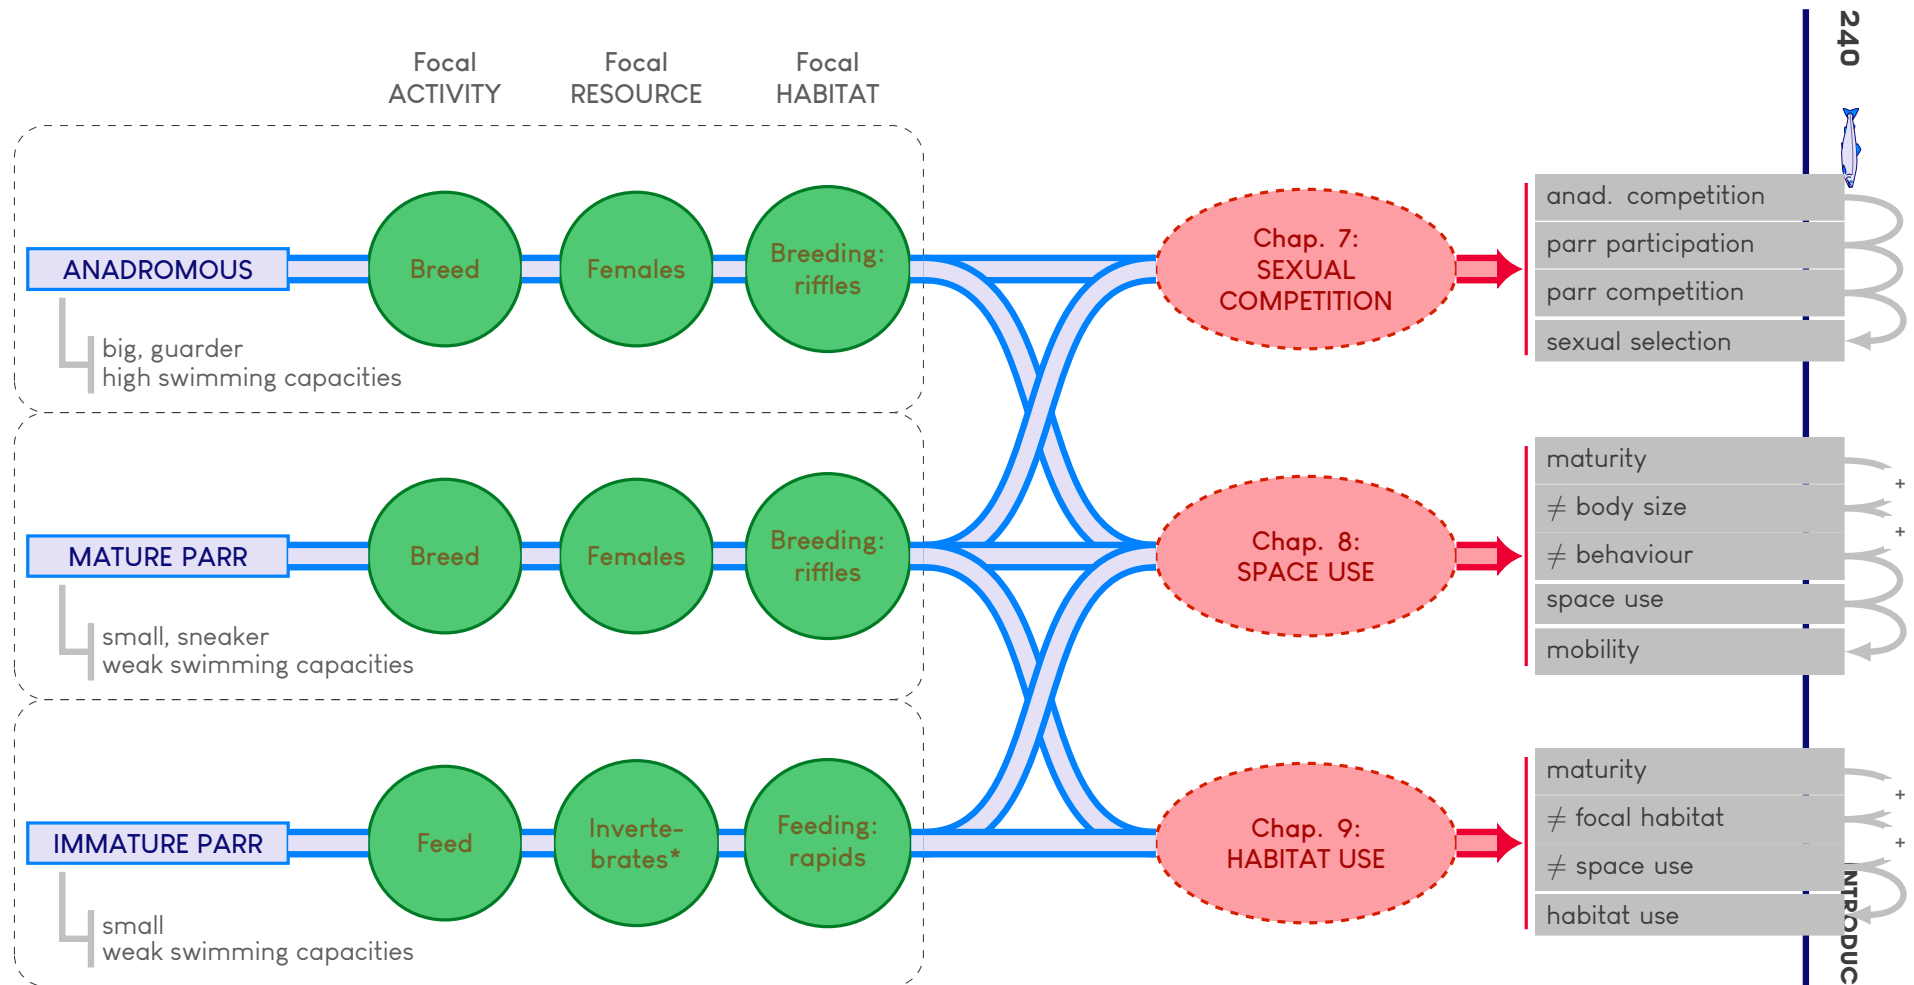 240
Focal
ACTIVITY
Focal
RESOURCE
Focal
HABITAT
ANADROMOUS
Breed
Females
Breeding:
riffles
big, guarder
high swimming capacities
Chap. 7:
SEXUAL
COMPETITION
anad. competition
parr participation
parr competition
sexual selection
MATURE PARR
Breed
Females
Breeding:
riffles
small, sneaker
weak swimming capacities
Chap. 8:
SPACE USE
maturity
+
≠ body size
+
≠ behaviour
space use
mobility
IMMATURE PARR
Feed
Inverte-
brates*
Feeding:
rapids
small
weak swimming capacities
Chap. 9:
HABITAT USE
maturity
+
≠ focal habitat
+
≠ space use
habitat use
NTRODUC